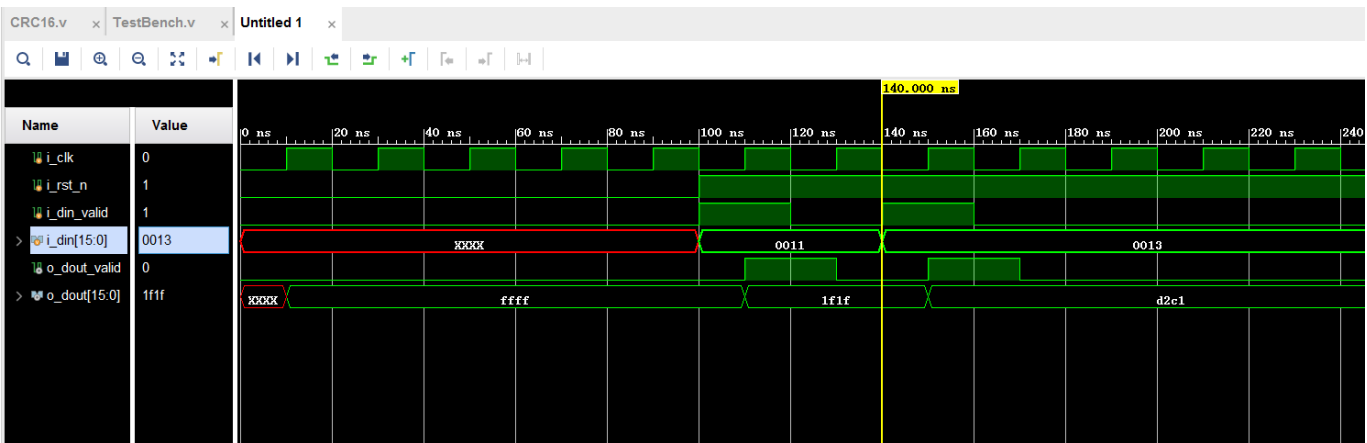 CRC16.v × TestBench.v × Untitled 1 ×
140.000 ns
Name Value
0 ns 20 ns 40 ns 60 ns 80 ns 100 ns 120 ns 140 ns 160 ns 180 ns 200 ns 220 ns 240
i_clk 0
i_rst_n 1
i_din_valid 1
i_din[15:0] 0013 XXXX 0011 0013
o_dout_valid 0
o_dout[15:0] 1f1f XXXX ffff 1f1f d2c1